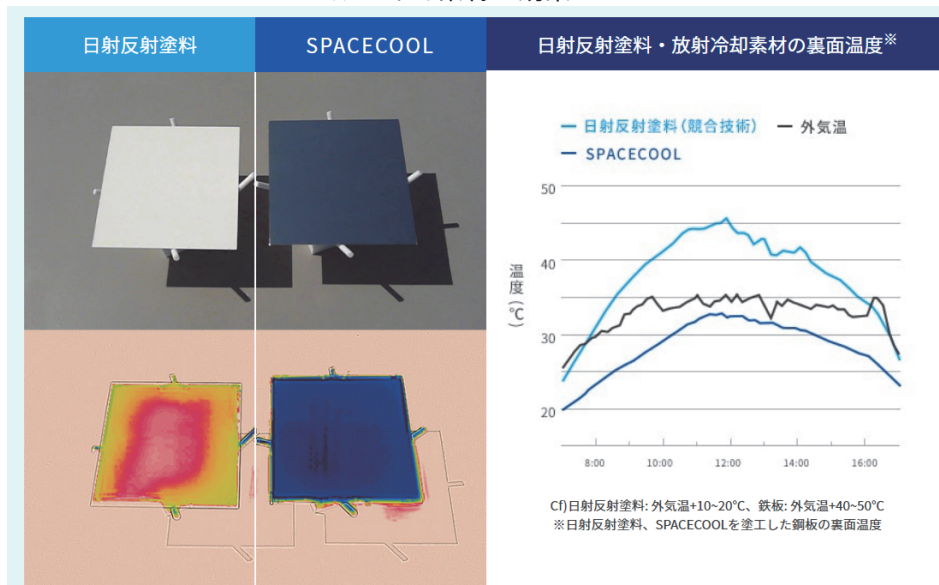 日射反射塗料
SPACECOOL
日射反射塗料・放射冷却素材の裏面温度※
日射反射塗料(競合技術)
外気温
SPACECOOL
温度(℃)
50
40
30
20
8:00
10:00
12:00
14:00
16:00
Cf)日射反射塗料: 外気温+10~20℃、鉄板: 外気温+40~50℃
※日射反射塗料、SPACECOOLを塗工した鋼板の裏面温度